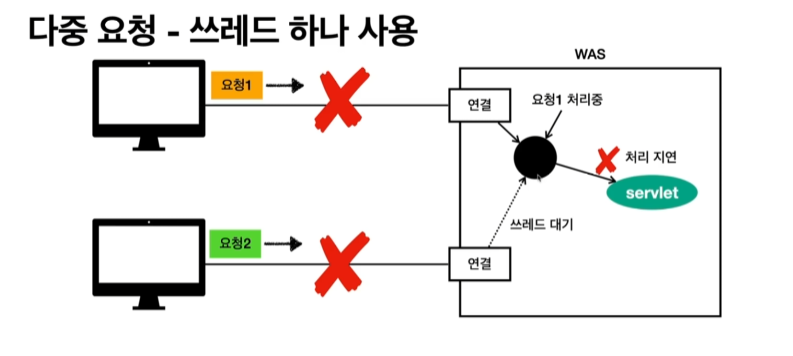 다중 요청 - 쓰레드 하나 사용
WAS
요청1
연결
요청1 처리중
처리 지연
servlet
요청2
쓰레드 대기
연결